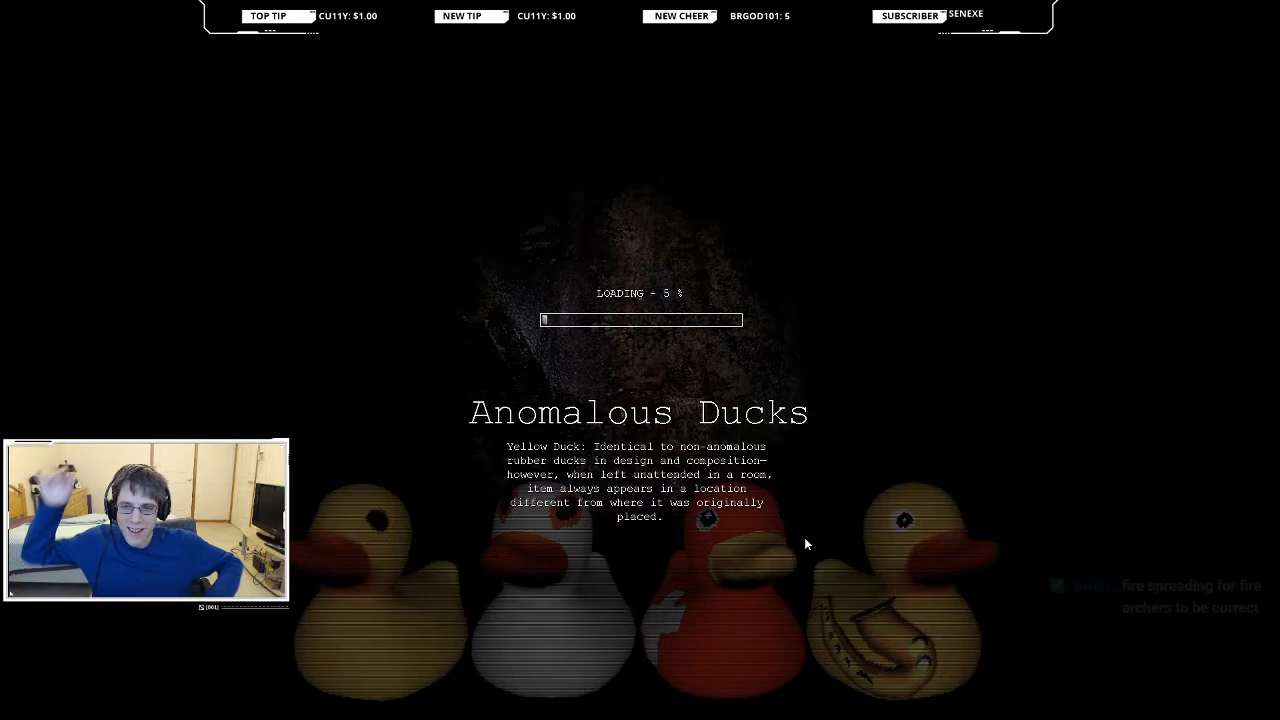 TOP TIP CU11Y: $1.00 NEW TIP CU11Y: $1.00 NEW CHEER BRGOD101: 5 SUBSCRIBER SENEXE
LOADING - 5 %
Anomalous Ducks
Yellow Duck: Identical to non-anomalous
rubber ducks in design and composition—
however, when left unattended in a room,
item always appears in a location
different from where it was originally
placed.
fire spreading for fire
archers to be correct
[001]